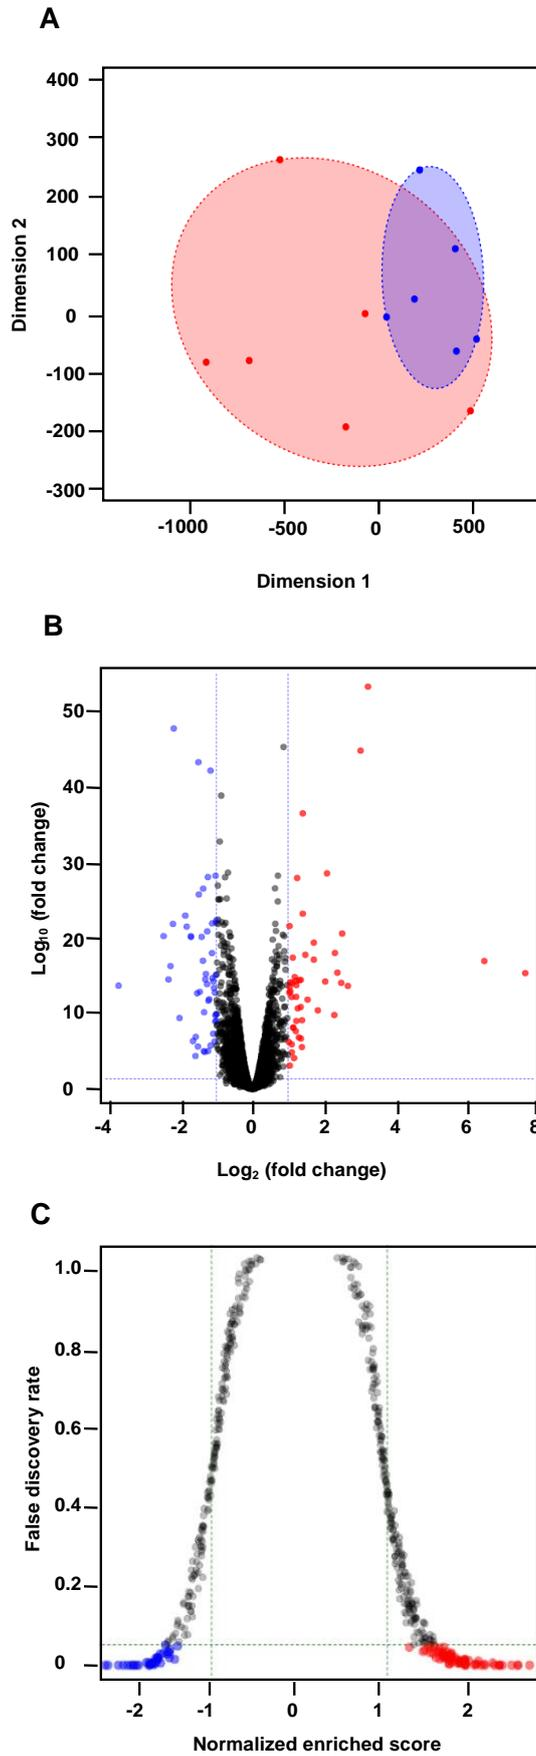 A
400
300
200
100
0
-100
-200
-300
Dimension 2
-1000 -500 0 500
Dimension 1
B
50
40
30
20
10
0
Log₁₀ (fold change)
-4 -2 0 2 4 6 8
Log₂ (fold change)
C
1.0
0.8
0.6
0.4
0.2
0
False discovery rate
-2 -1 0 1 2
Normalized enriched score